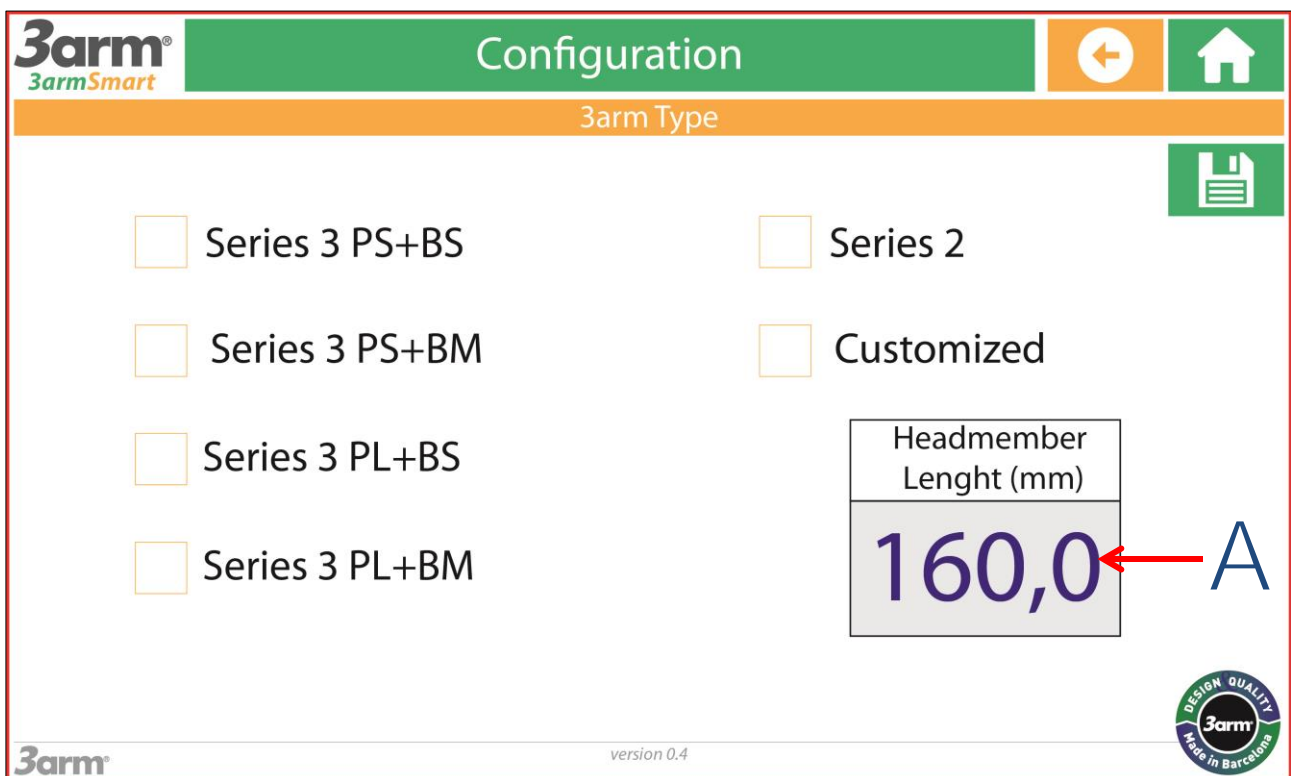 3arm®
3armSmart
Configuration
3arm Type
Series 3 PS+BS
Series 2
Series 3 PS+BM
Customized
Series 3 PL+BS
Headmember
Lenght (mm)
Series 3 PL+BM
160,0
A
DESIGN QUALITY
3arm
Made in Barcelona
3arm®
version 0.4